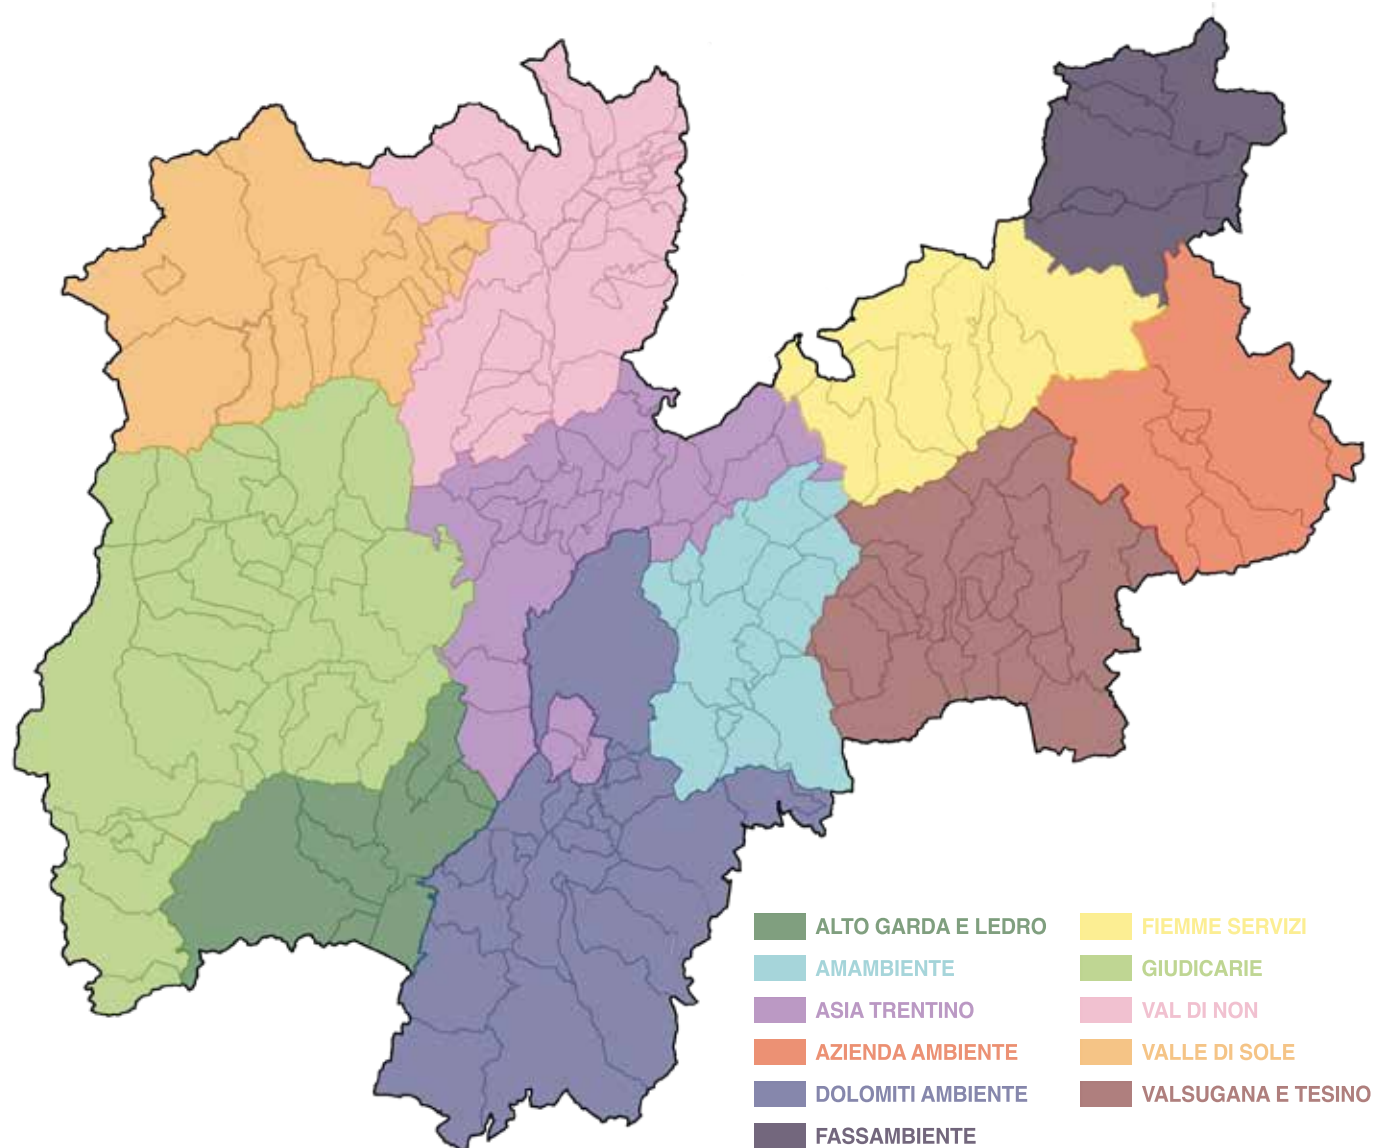 ALTO GARDA E LEDRO
AMAMBIENTE
ASIA TRENTINO
AZIENDA AMBIENTE
DOLOMITI AMBIENTE
FASSAMBIENTE
FIEMME SERVIZI
GIUDICARIE
VAL DI NON
VALLE DI SOLE
VALSUGANA E TESINO